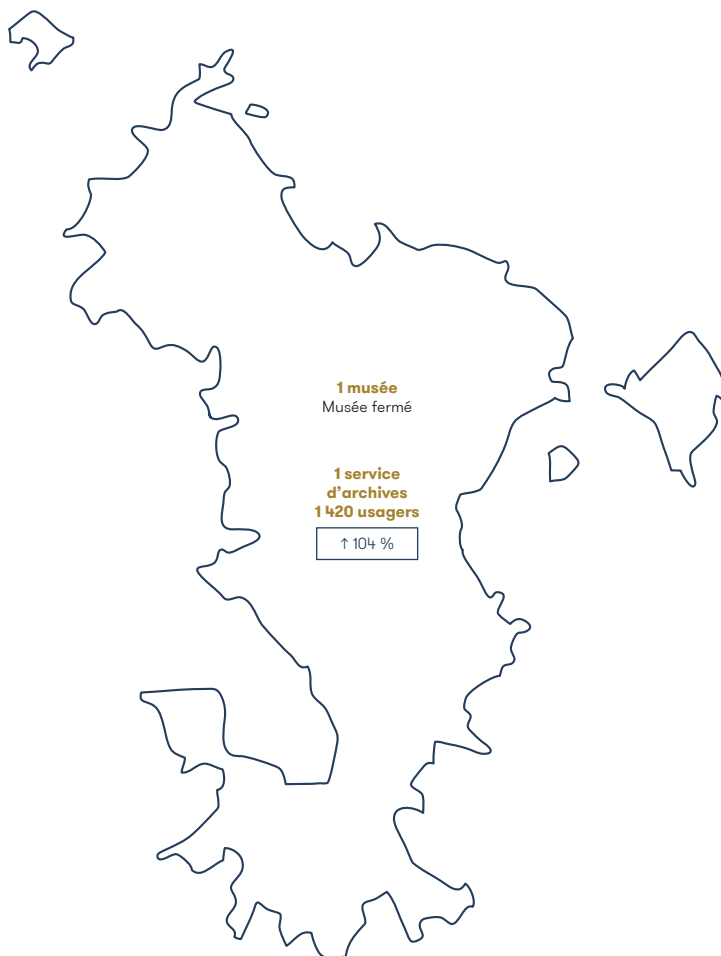 1 musée
Musée fermé
1 service
d'archives
1 420 usagers
↑ 104 %